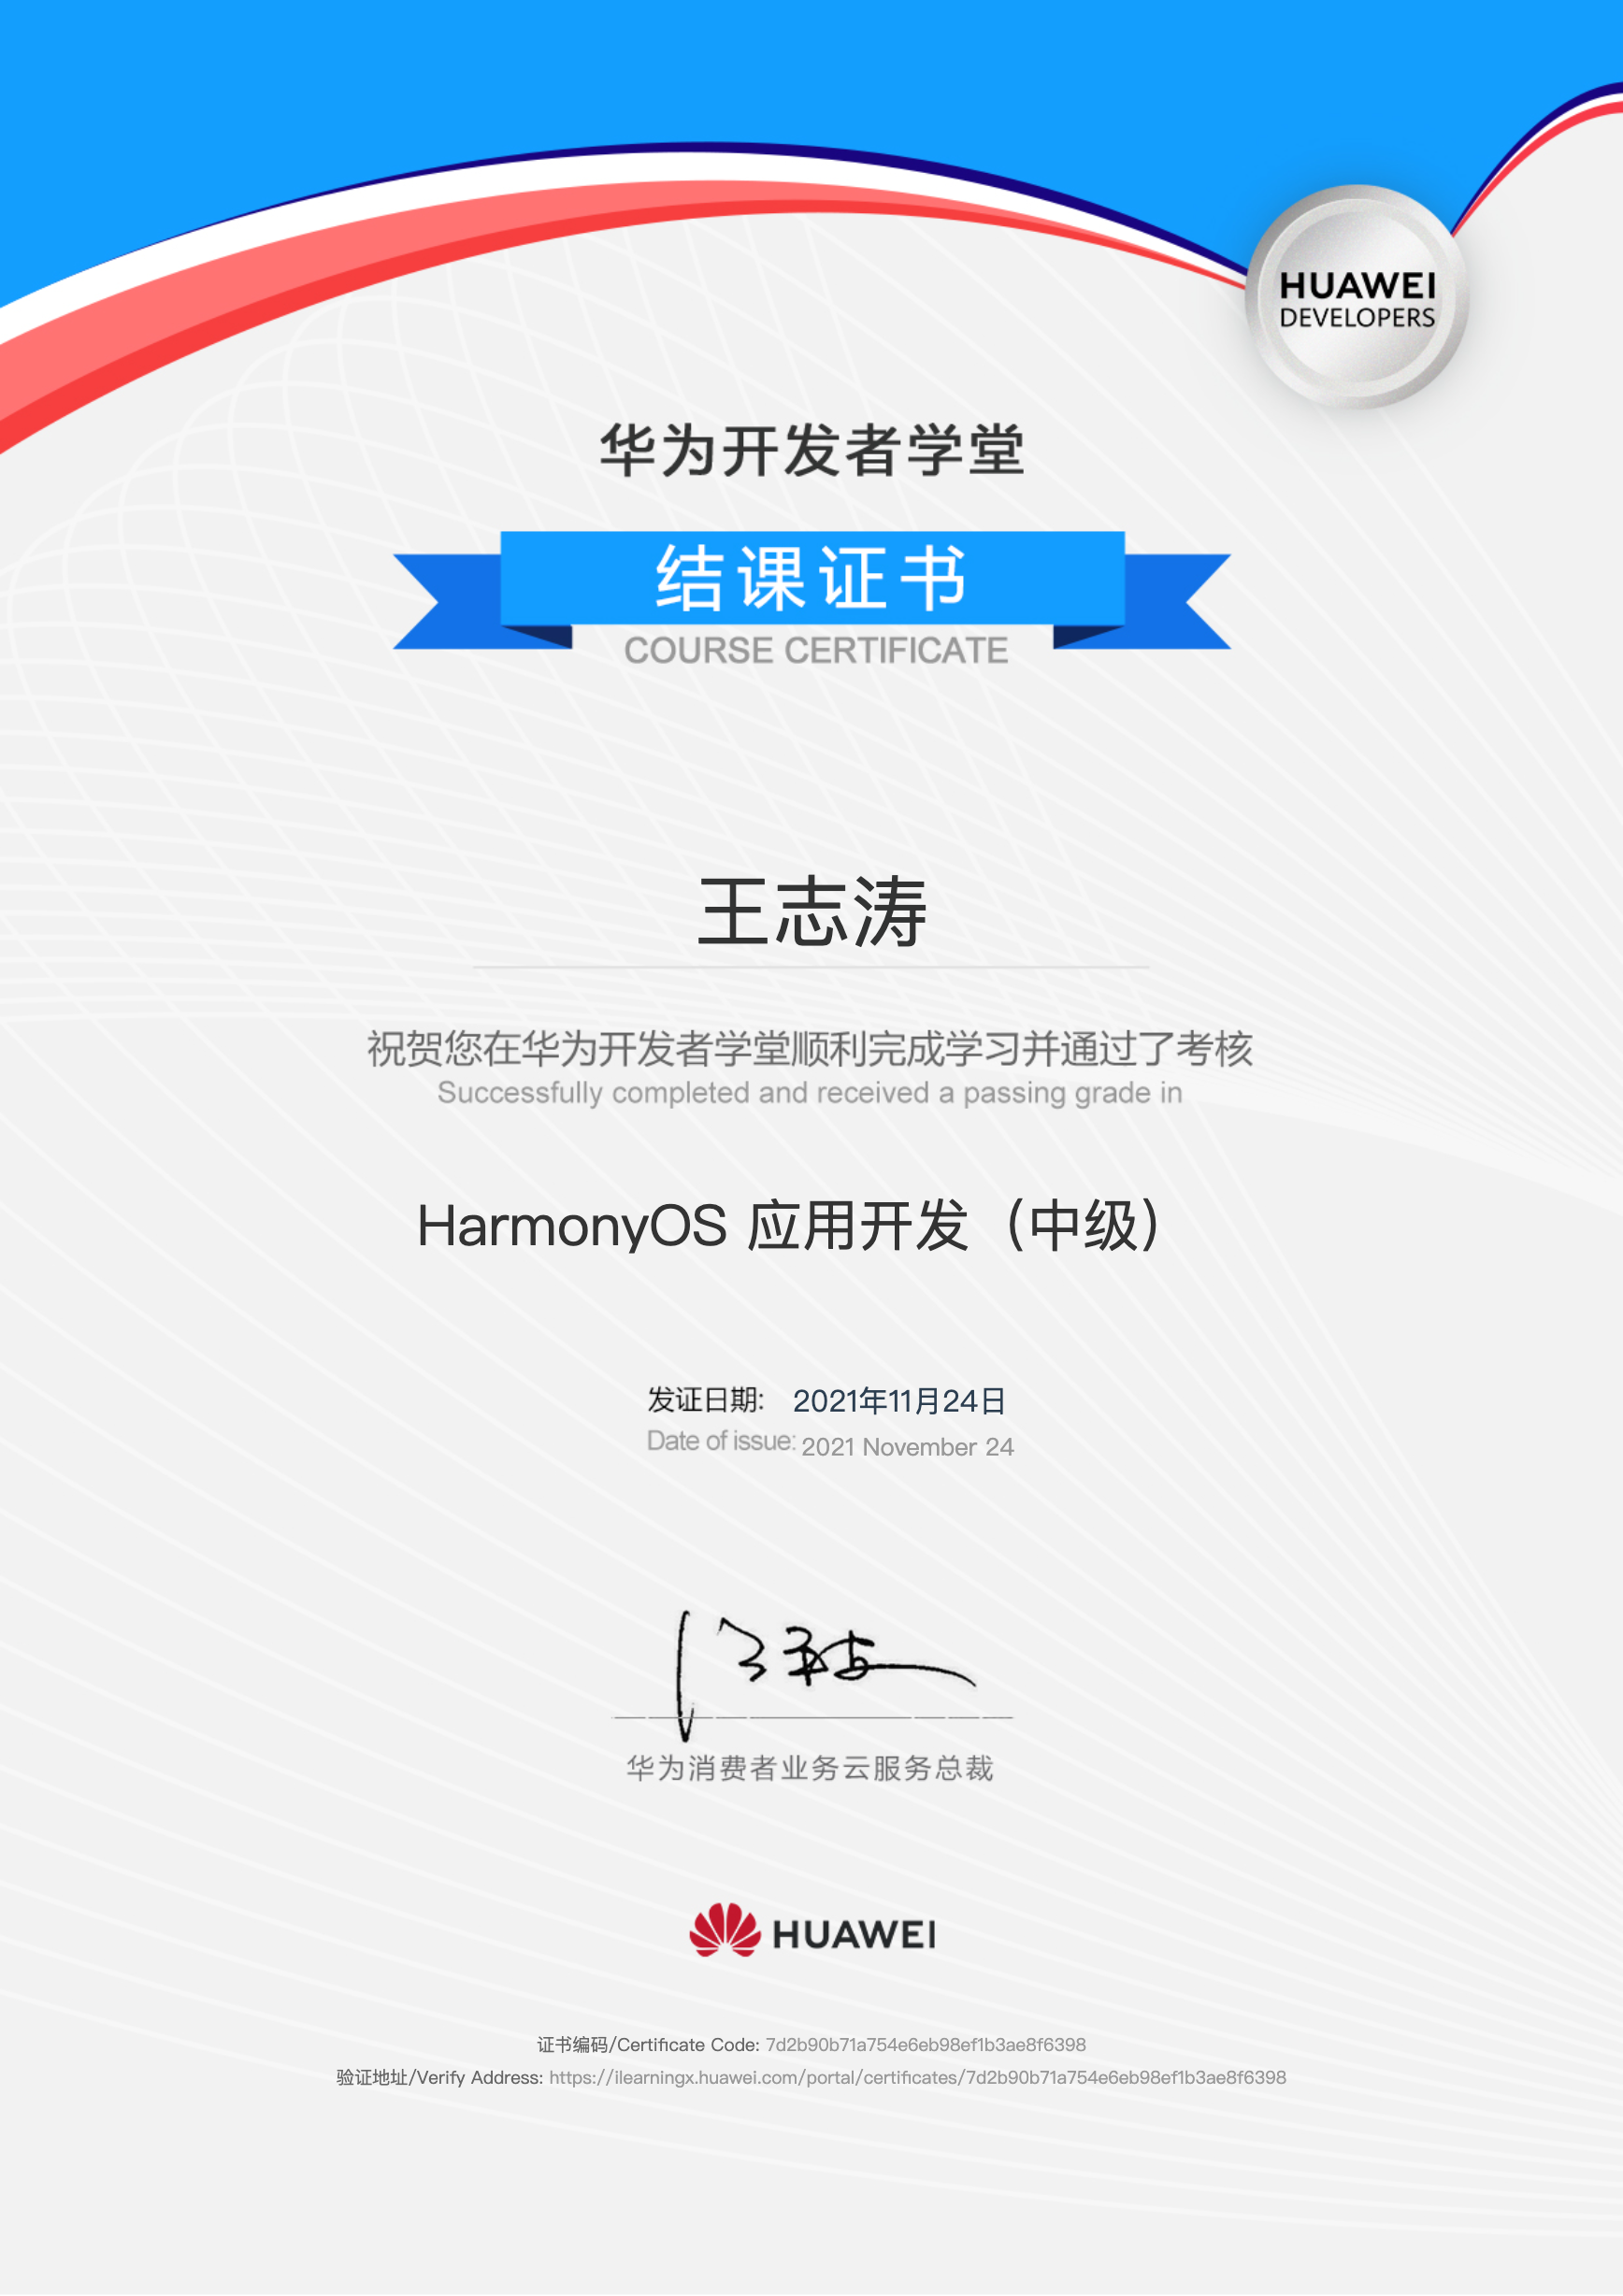 HUAWEI
DEVELOPERS
华为开发者学堂
结课证书
COURSE CERTIFICATE
王志涛
祝贺您在华为开发者学堂顺利完成学习并通过了考核
Successfully completed and received a passing grade in
HarmonyOS 应用开发（中级）
发证日期: 2021年11月24日
Date of issue: 2021 November 24
华为消费者业务云服务总裁
HUAWEI
证书编码/Certificate Code: 7d2b90b71a754e6eb98ef1b3ae8f6398
验证地址/Verify Address: https://ilearningx.huawei.com/portal/certificates/7d2b90b71a754e6eb98ef1b3ae8f6398